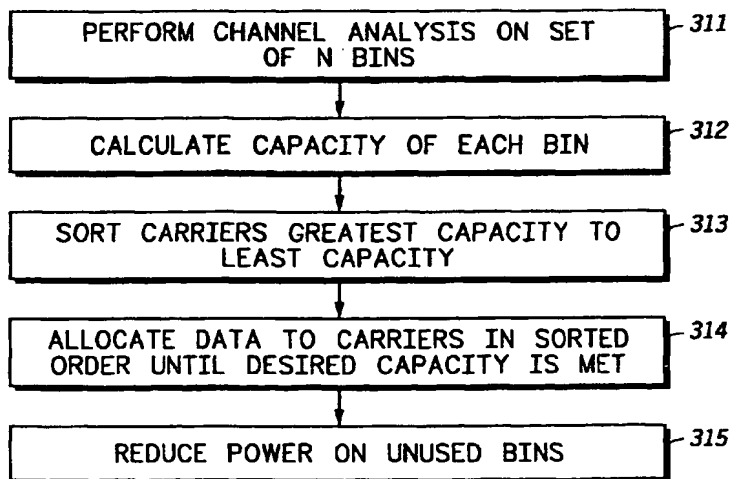 PERFORM CHANNEL ANALYSIS ON SET
OF N BINS
311
CALCULATE CAPACITY OF EACH BIN
312
SORT CARRIERS GREATEST CAPACITY TO
LEAST CAPACITY
313
ALLOCATE DATA TO CARRIERS IN SORTED
ORDER UNTIL DESIRED CAPACITY IS MET
314
REDUCE POWER ON UNUSED BINS
315